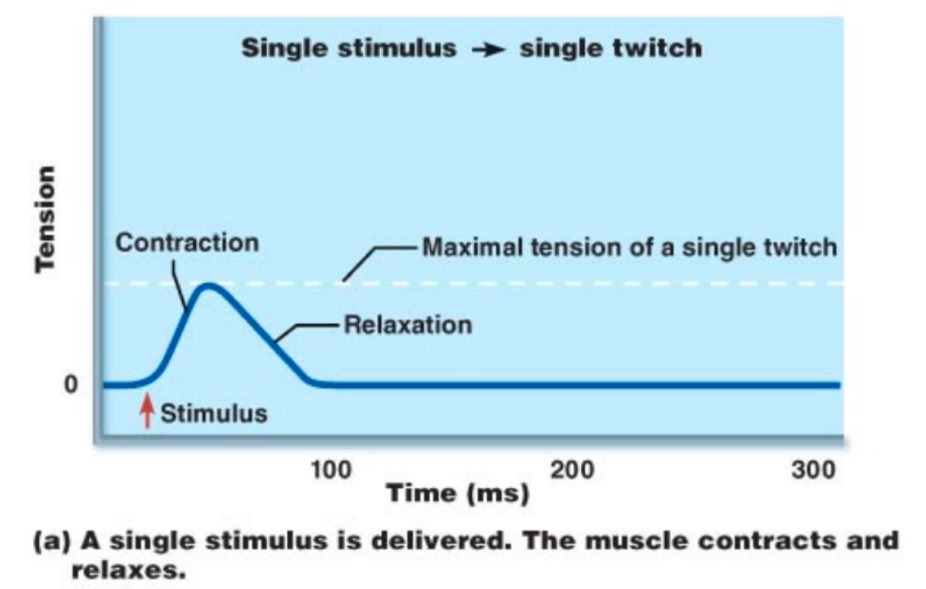 Single stimulus → single twitch
Tension
Contraction
Maximal tension of a single twitch
Relaxation
0
Stimulus
100 200 300
Time (ms)
(a) A single stimulus is delivered. The muscle contracts and
relaxes.